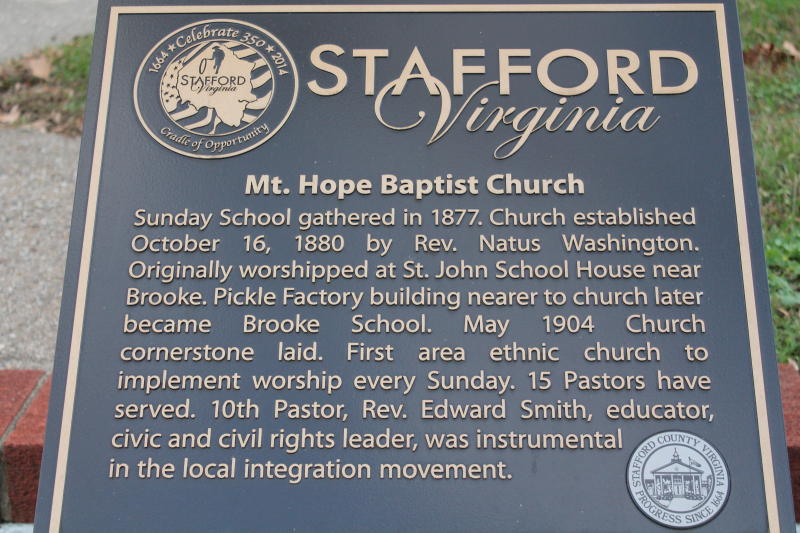 1664 ★ Celebrate 350 ★ 2014
STAFFORD
Virginia
Cradle of Opportunity
STAFFORD
Virginia
Mt. Hope Baptist Church
Sunday School gathered in 1877. Church established
October 16, 1880 by Rev. Natus Washington.
Originally worshipped at St. John School House near
Brooke. Pickle Factory building nearer to church later
became Brooke School. May 1904 Church
cornerstone laid. First area ethnic church to
implement worship every Sunday. 15 Pastors have
served. 10th Pastor, Rev. Edward Smith, educator,
civic and civil rights leader, was instrumental
in the local integration movement.
STAFFORD COUNTY VIRGINIA
PROGRESS SINCE 1664